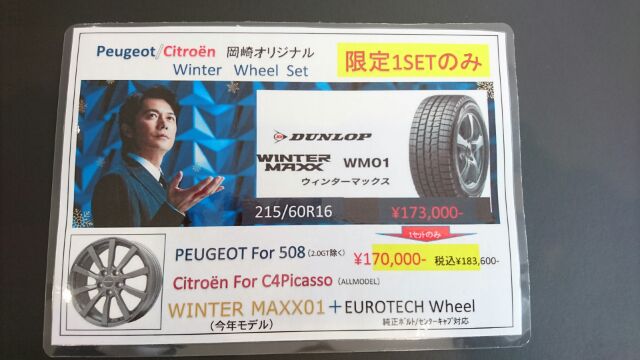 Peugeot/Citroën 岡崎オリジナル
Winter Wheel Set
限定1SETのみ
DUNLOP
WINTER MAXX WM01
ウィンターマックス
215/60R16 ¥173,000-
1セットのみ
PEUGEOT For 508 (2.0GT除く) ¥170,000- 税込¥183,600-
Citroën For C4Picasso (ALLMODEL)
WINTER MAXX01+EUROTECH Wheel
(今年モデル) 純正ボルト/センターキャプ対応